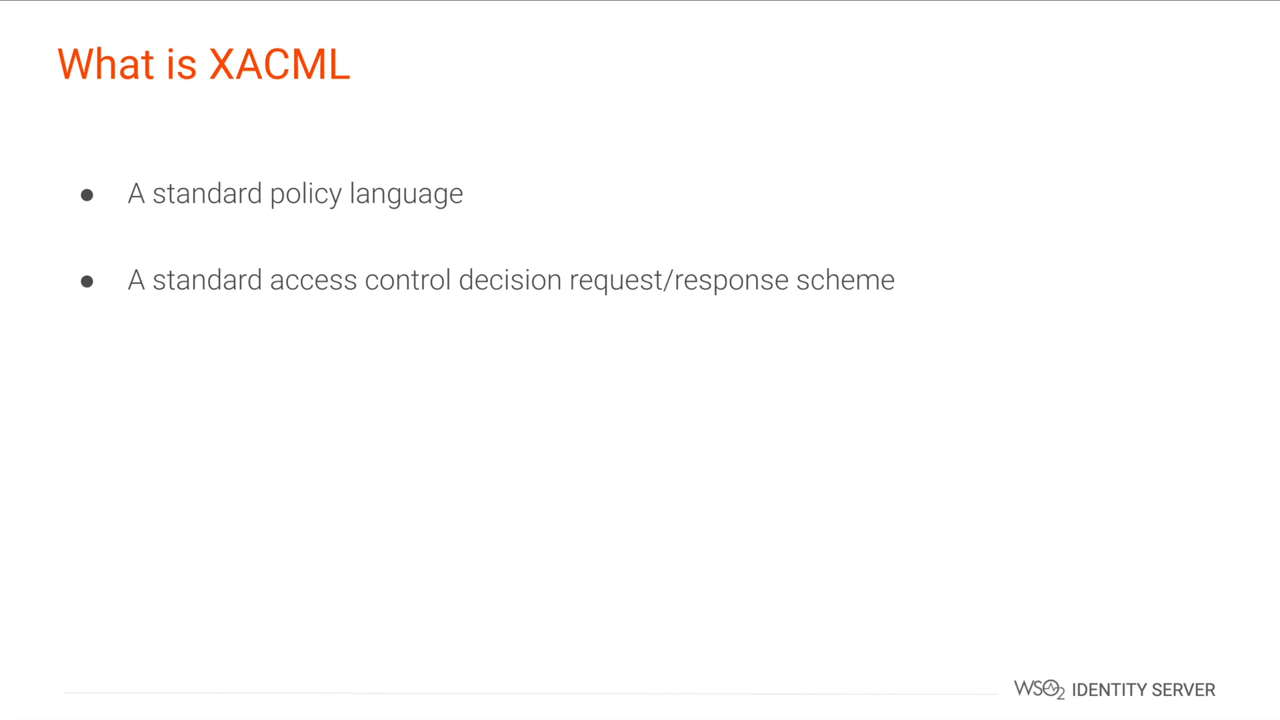 What is XACML
● A standard policy language
● A standard access control decision request/response scheme
WSO2 IDENTITY SERVER